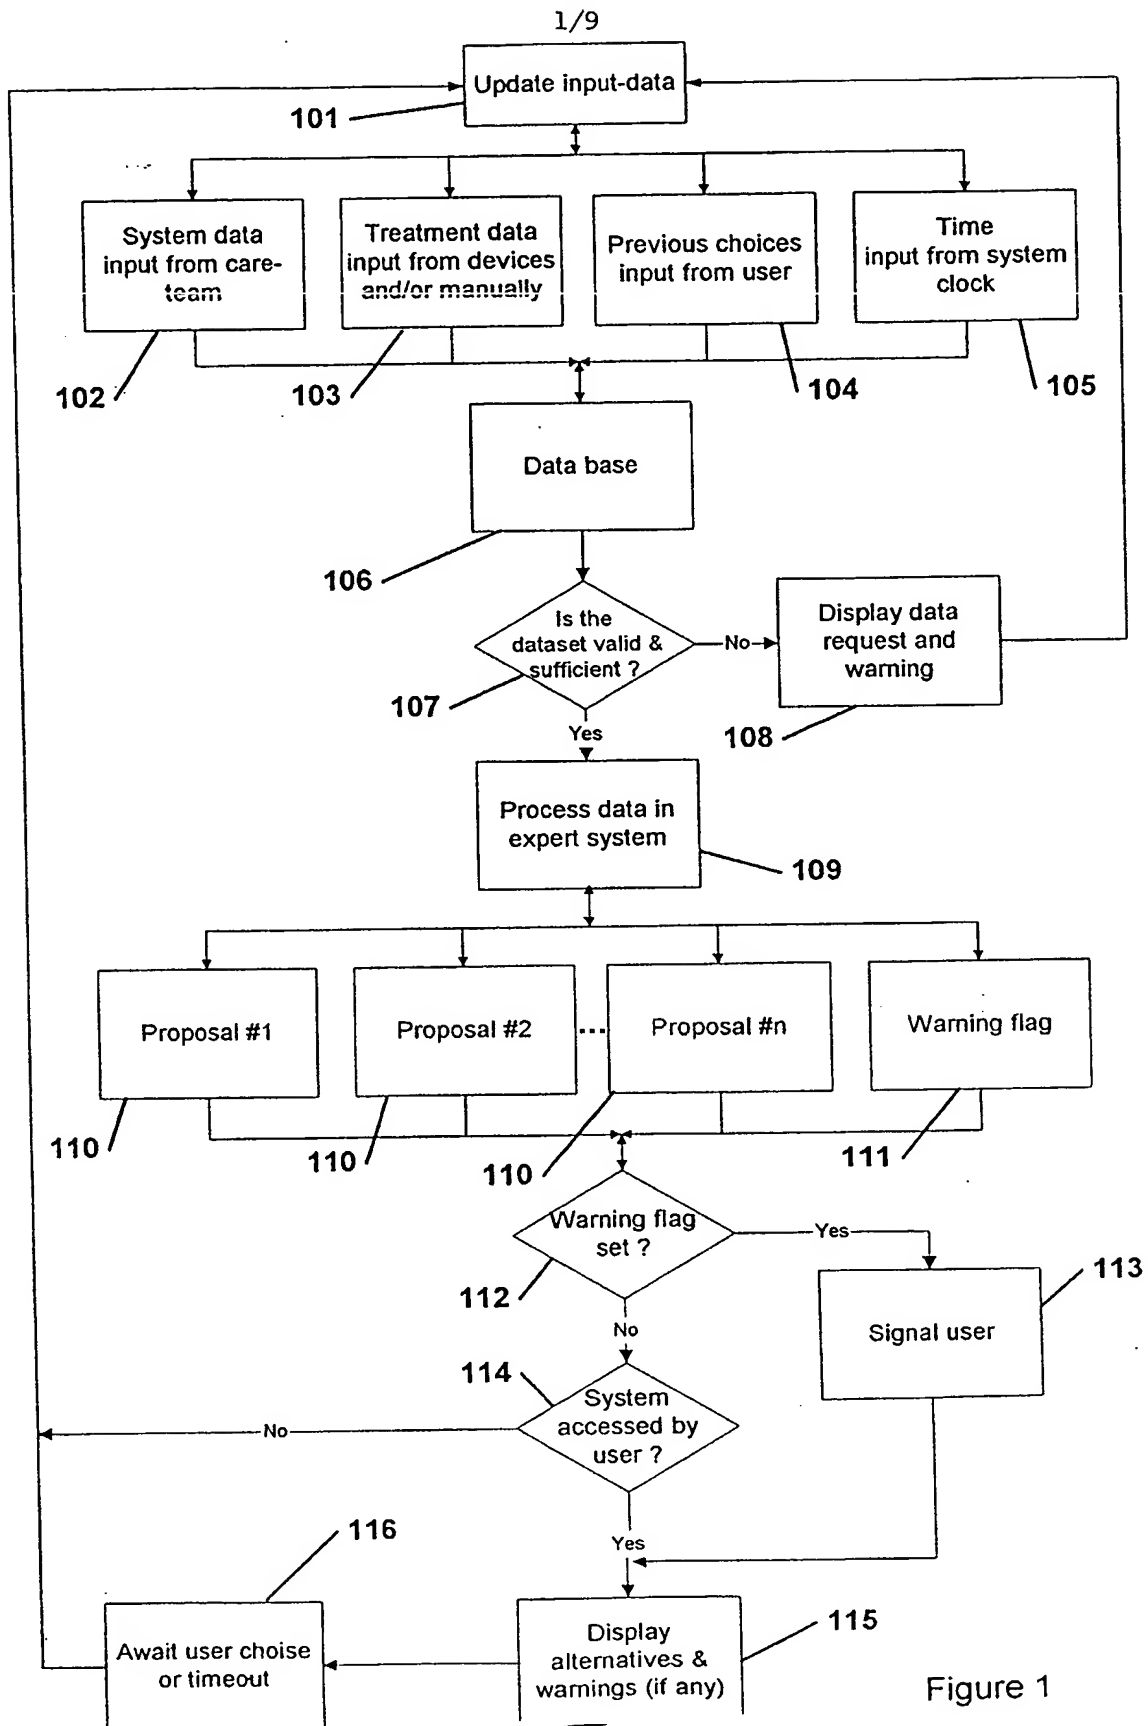 1/9
Update input-data
101
System data
input from care-
team
Treatment data
input from devices
and/or manually
Previous choices
input from user
Time
input from system
clock
102
103
104
105
Data base
106
Is the
dataset valid &
sufficient ?
No
Display data
request and
warning
107
108
Yes
Process data in
expert system
109
Proposal #1
Proposal #2
...
Proposal #n
Warning flag
110
110
110
111
Warning flag
set ?
Yes
112
113
Signal user
No
114
System
accessed by
user ?
No
Yes
116
115
Await user choise
or timeout
Display
alternatives &
warnings (if any)
Figure 1